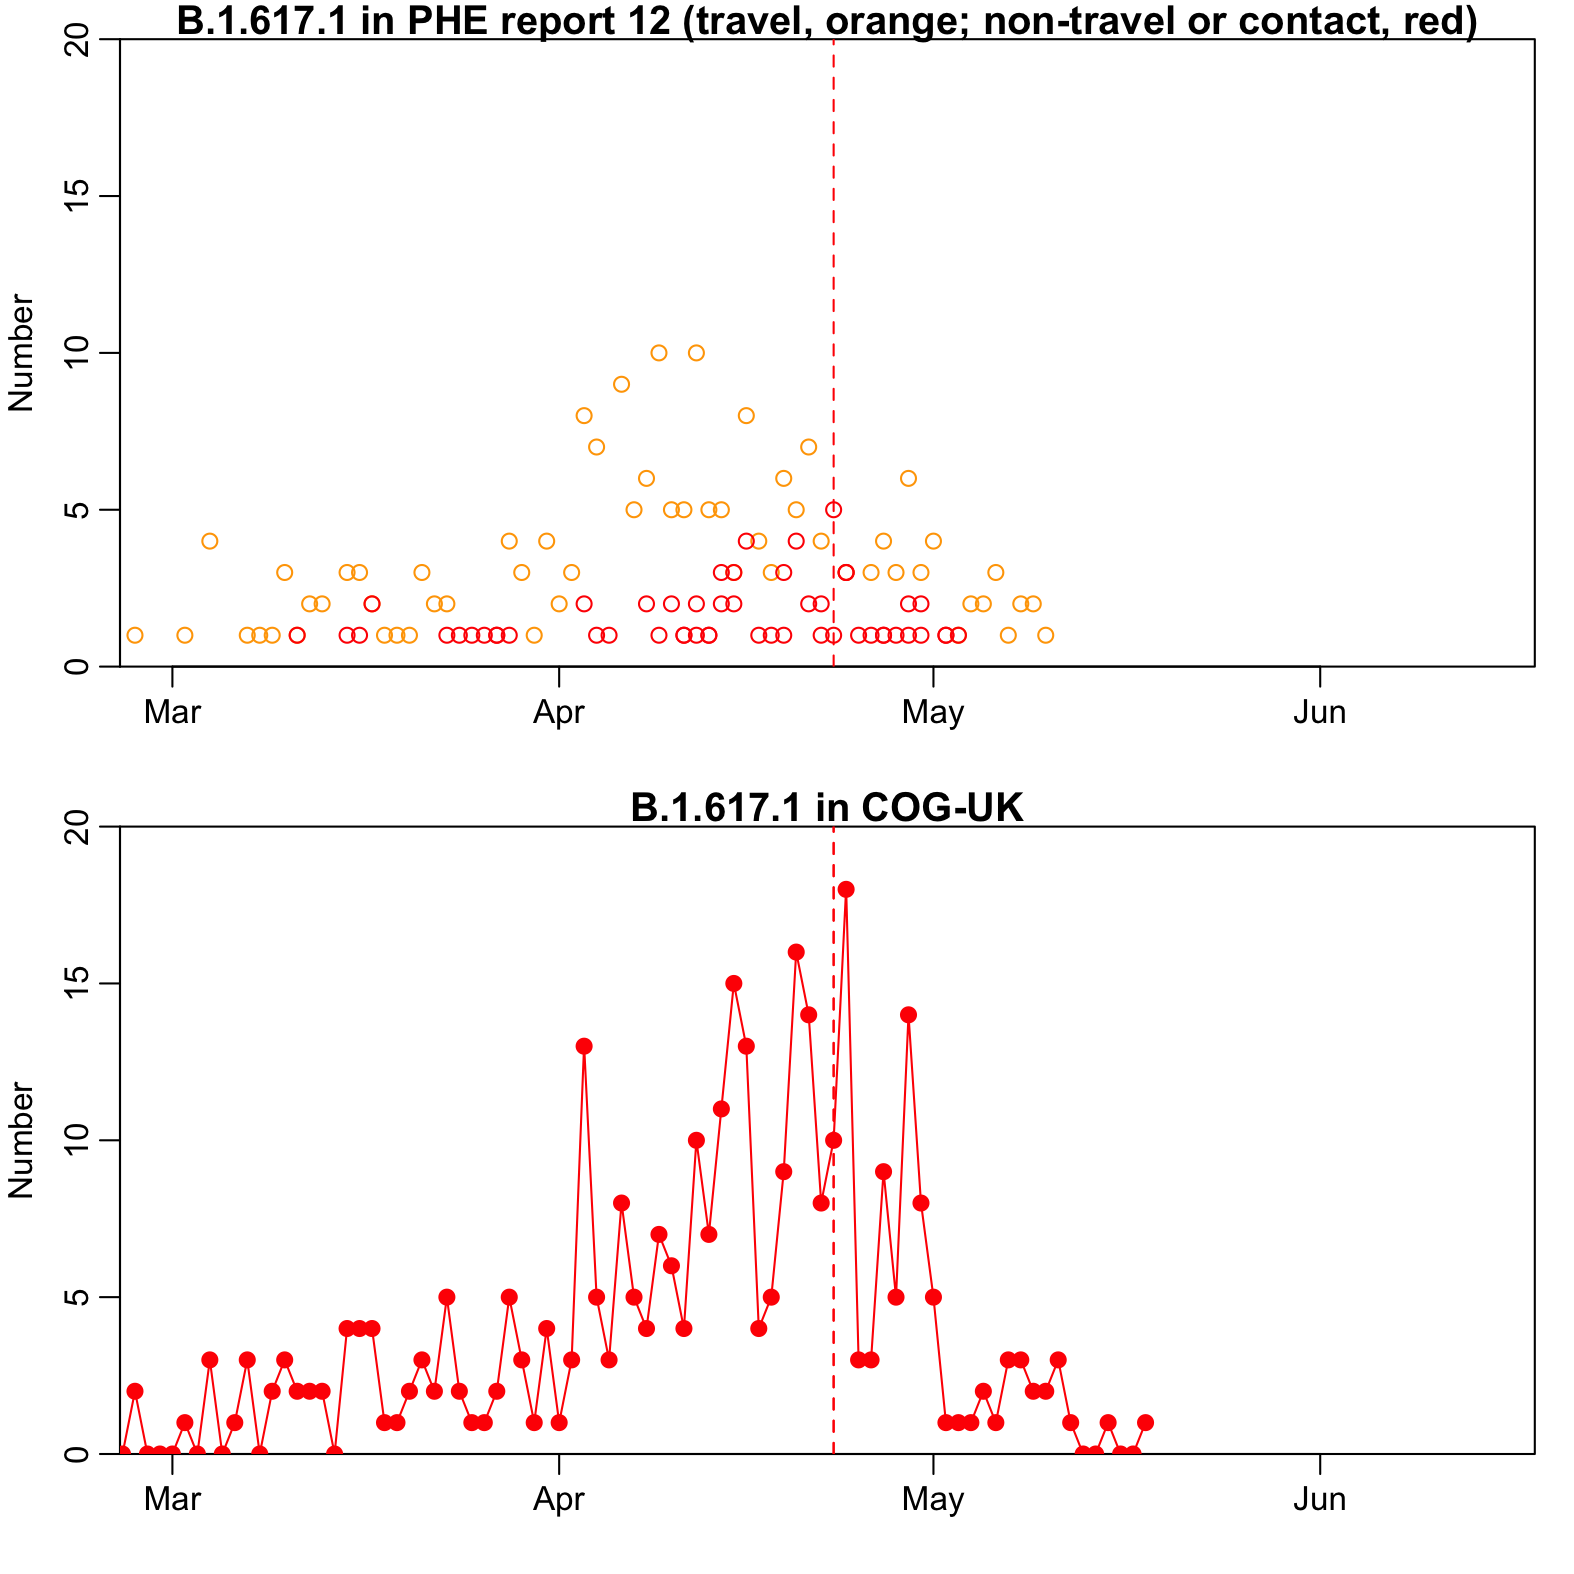 B.1.617.1 in PHE report 12 (travel, orange; non-travel or contact, red)
20
15
10
5
0
Number
Mar Apr May Jun
B.1.617.1 in COG-UK
20
15
10
5
0
Number
Mar Apr May Jun